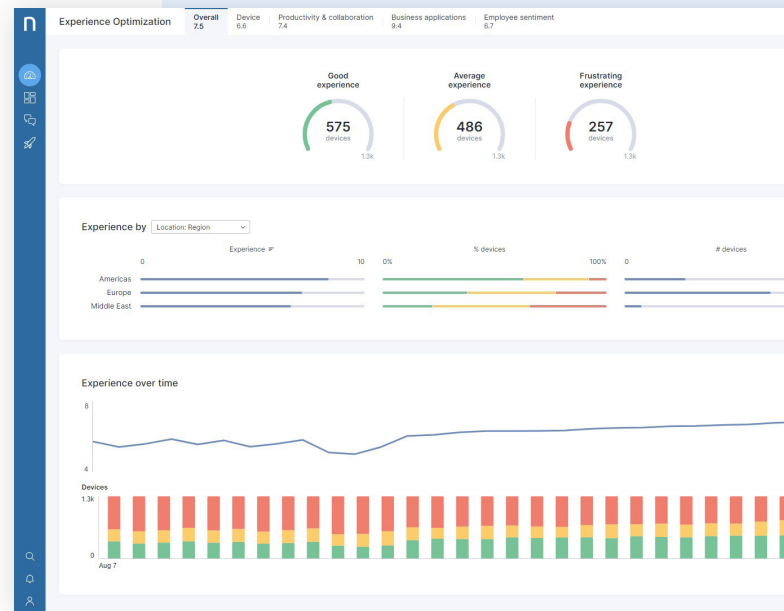 n
Experience Optimization
Overall
7.5
Device
6.6
Productivity & collaboration
7.4
Business applications
9.4
Employee sentiment
6.7
Good
experience
575
devices
1.3k
Average
experience
486
devices
1.3k
Frustrating
experience
257
devices
1.3k
Experience by Location: Region
Experience % devices # devices
0 10 0% 100% 0
Americas
Europe
Middle East
Experience over time
8
4
Devices
1.3k
0
Aug 7